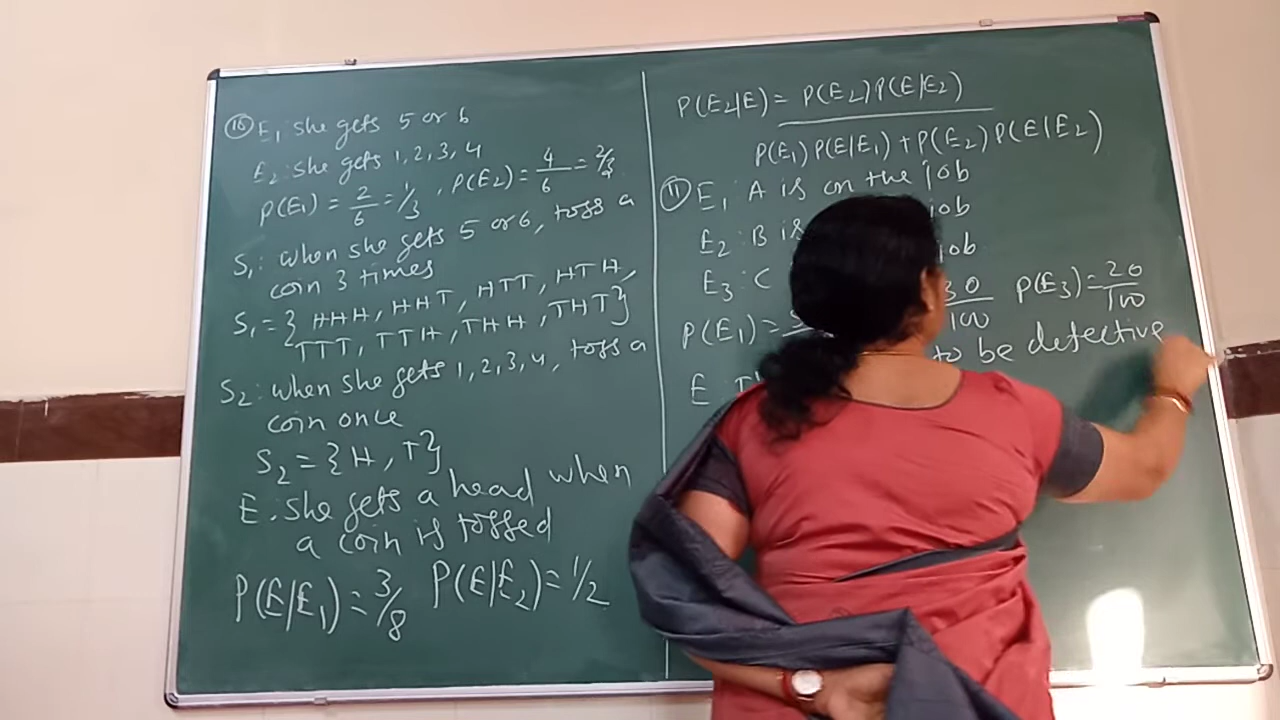 (16) E₁ she gets 5 or 6
E₂: she gets 1, 2, 3, 4
P(E₁) = 2/6 = 1/3, P(E₂) = 4/6 = 2/3
S₁: when she gets 5 or 6, toss a
coin 3 times
S₁ = { HHH, HHT, HTT, HTH,
TTT, TTH, THH, THT}
S₂: when she gets 1, 2, 3, 4, toss a
coin once
S₂ = {H, T}
E. she gets a head when
a coin is tossed
P(E/E₁) = 3/8 P(E/E₂) = 1/2
P(E₂|E) = P(E₂)P(E/E₂)
P(E₁)P(E/E₁) + P(E₂)P(E/E₂)
(11) E₁ A is on the job
E₂: B is job
E₃: C job
P(E₁) = 30/100 P(E₃) = 20/100
E to be detective